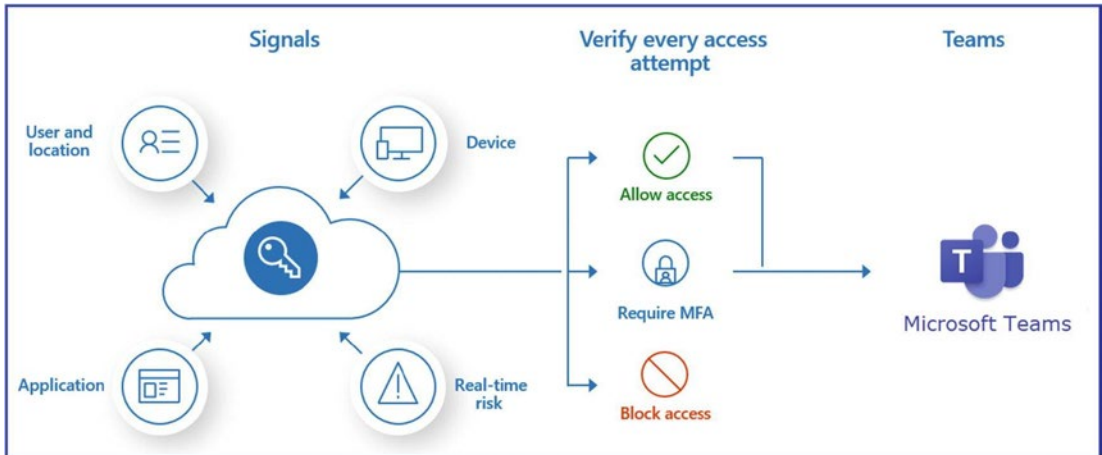 Signals
Verify every access
attempt
Teams
User and
location
Device
Allow access
T
Require MFA
Microsoft Teams
Application
Real-time
risk
Block access